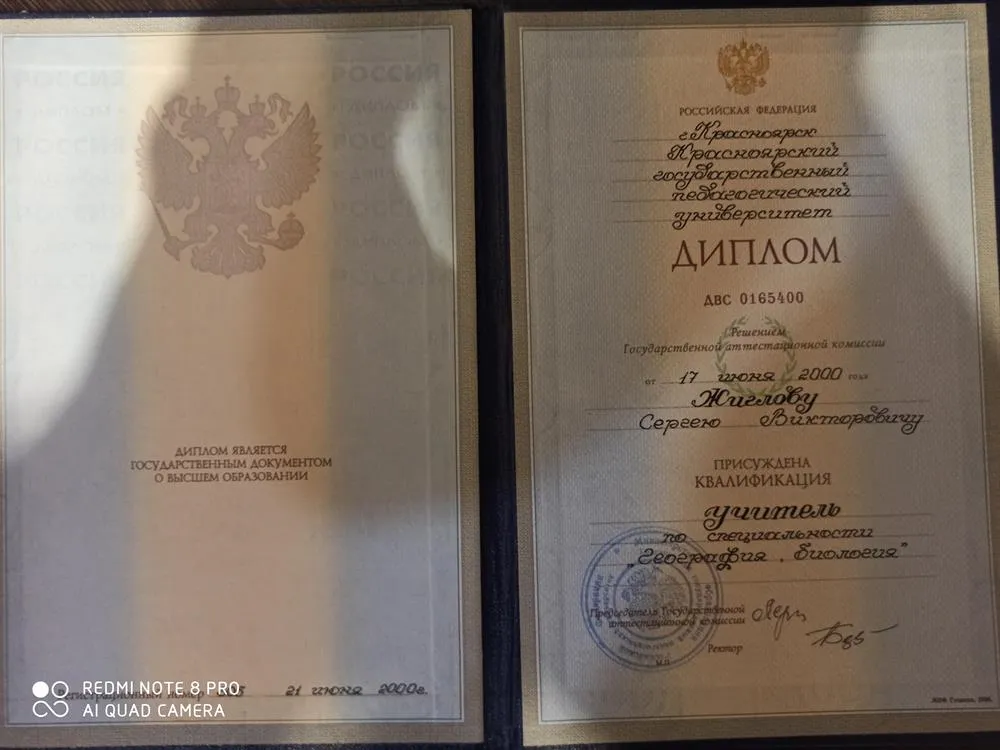 ДИПЛОМ ЯВЛЯЕТСЯ
ГОСУДАРСТВЕННЫМ ДОКУМЕНТОМ
О ВЫСШЕМ ОБРАЗОВАНИИ
Регистрационный номер 21 июня 2000г.
REDMI NOTE 8 PRO
AI QUAD CAMERA
РОССИЙСКАЯ ФЕДЕРАЦИЯ
г.Красноярск
Красноярский
государственный
педагогический
университет
ДИПЛОМ
ДВС 0165400
Решением
Государственной аттестационной комиссии
от 17 июня 2000 года
Жиглову
Сергею Викторовичу
ПРИСУЖДЕНА
КВАЛИФИКАЦИЯ
учитель
по специальности
„География , биология"
Председатель Государственной
аттестационной комиссии
Ректор
М.П.